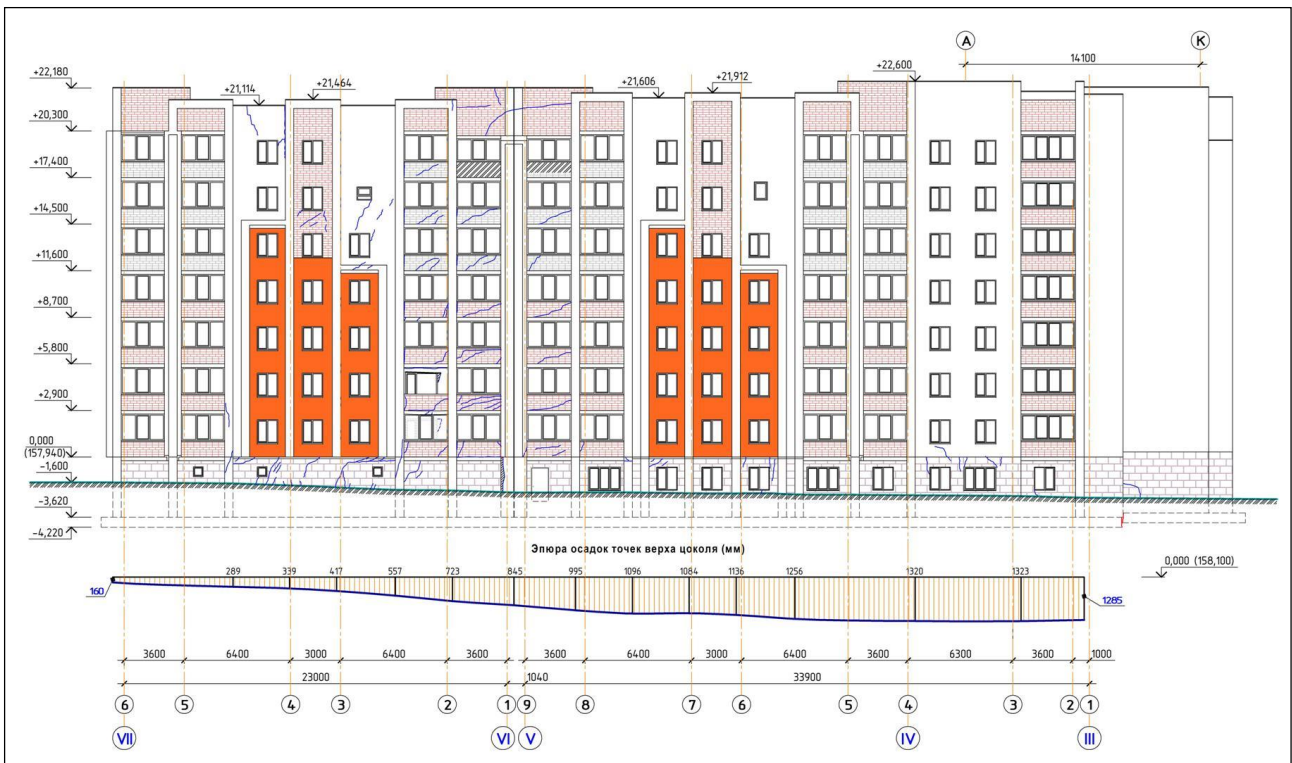 А
К
14100
+22,600
+22,180
+21,912
+21,606
+21,464
+21,114
+20,300
+17,400
+14,500
+11,600
+8,700
+5,800
+2,900
0,000
(157,940)
-1,600
-3,620
-4,220
Эпюра осадок точек верха цоколя (мм)
0,000 (158,100)
160 289 339 417 557 723 845 995 1096 1084 1136 1256 1320 1323 1285
3600 6400 3000 6400 3600 3600 6400 3000 6400 3600 6300 3600 1000
23000 1040 33900
6 5 4 3 2 1 9 8 7 6 5 4 3 2 1
VII VI V IV III